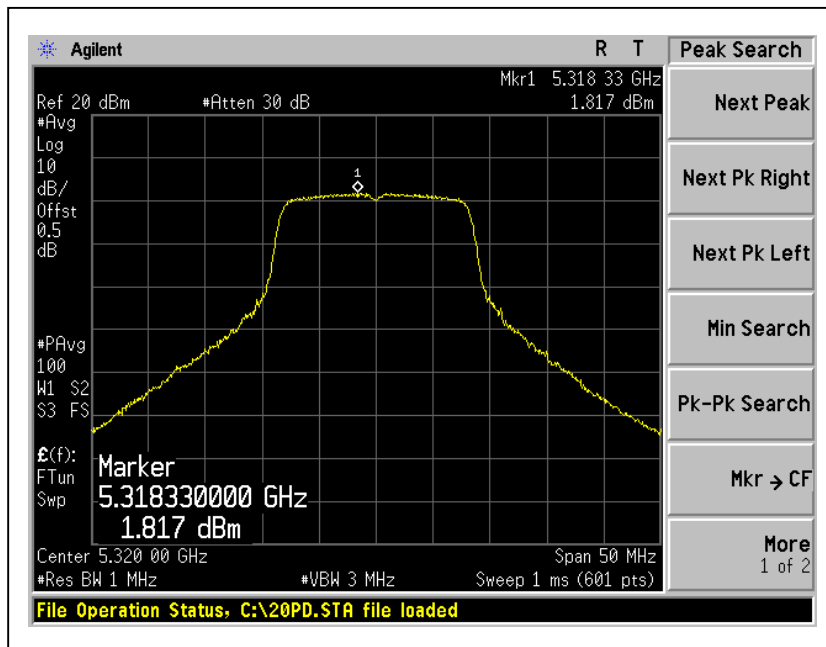 Agilent R T
Peak Search
Mkr1 5.318 33 GHz
Ref 20 dBm #Atten 30 dB 1.817 dBm
#Avg
Log
10
dB/
Offst
0.5
dB
1
#PAvg
100
W1 S2
S3 FS
£(f):
FTun
Swp
Marker
5.318330000 GHz
1.817 dBm
Center 5.320 00 GHz Span 50 MHz
#Res BW 1 MHz #VBW 3 MHz Sweep 1 ms (601 pts)
File Operation Status, C:\20PD.STA file loaded
Next Peak
Next Pk Right
Next Pk Left
Min Search
Pk-Pk Search
Mkr → CF
More
1 of 2